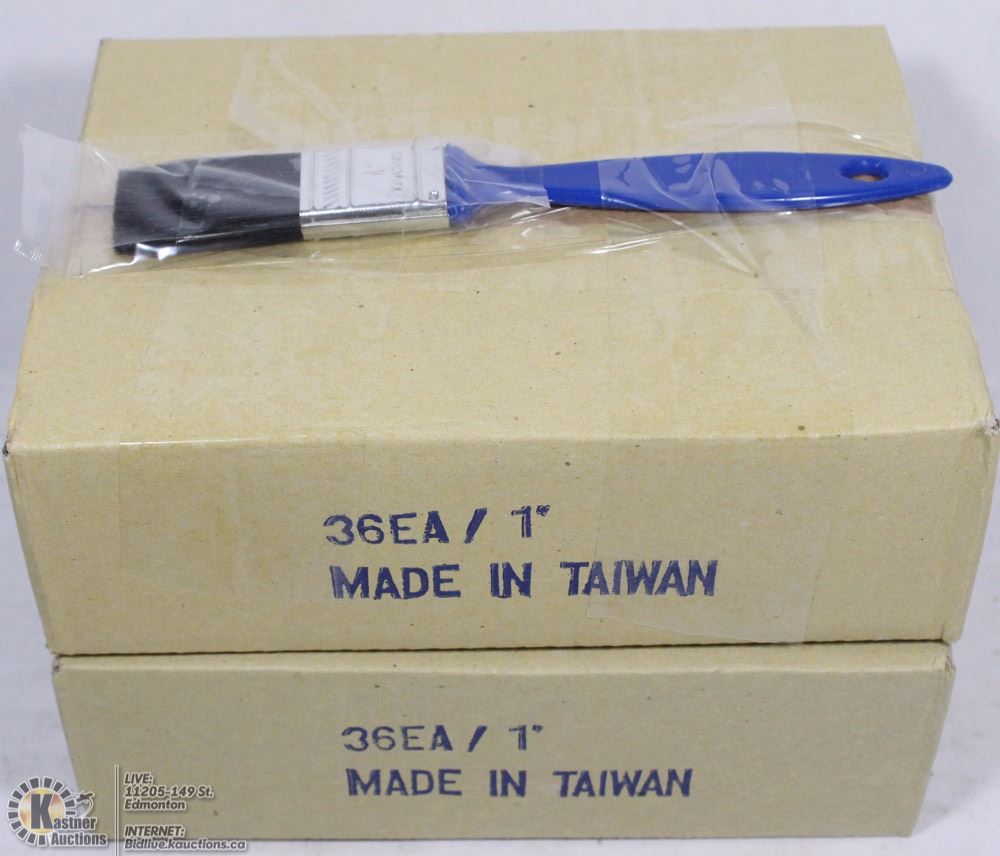 36EA / 1"
MADE IN TAIWAN
36EA / 1"
MADE IN TAIWAN
Kastner
Auctions
LIVE:
11205-149 St.
Edmonton
INTERNET:
Bidlive.kauctions.ca